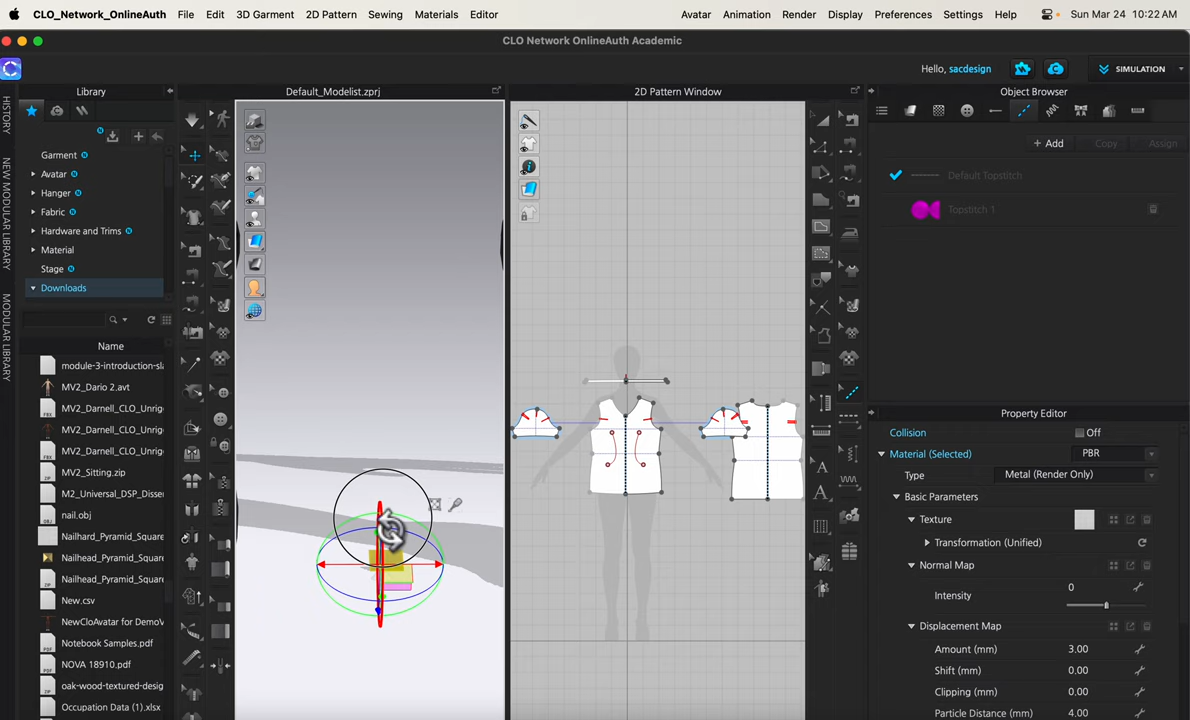 CLO_Network_OnlineAuth File Edit 3D Garment 2D Pattern Sewing Materials Editor Avatar Animation Render Display Preferences Settings Help Sun Mar 24 10:22 AM
CLO Network OnlineAuth Academic
Hello, sacdesign SIMULATION
Library
Default_Modelist.zprj
2D Pattern Window
Object Browser
HISTORY
NEW MODULAR LIBRARY
MODULAR LIBRARY
Garment
Avatar
Hanger
Fabric
Hardware and Trims
Material
Stage
Downloads
Name
module-3-introduction-sl
MV2_Dario 2.avt
MV2_Darnell_CLO_Unrig
MV2_Darnell_CLO_Unrig
MV2_Darnell_CLO_Unrig
MV2_Sitting.zip
M2_Universal_DSP_Disse
nail.obj
Nailhard_Pyramid_Square
Nailhead_Pyramid_Square
Nailhead_Pyramid_Square
New.csv
NewCloAvatar for DemoV
Notebook Samples.pdf
NOVA 18910.pdf
oak-wood-textured-desig
Occupation Data (1).xlsx
+ Add Copy Assign
Default Topstitch
Topstitch 1
Property Editor
Collision Off
Material (Selected) PBR
Type Metal (Render Only)
Basic Parameters
Texture
Transformation (Unified)
Normal Map
Intensity 0
Displacement Map
Amount (mm) 3.00
Shift (mm) 0.00
Clipping (mm) 0.00
Particle Distance (mm) 4.00